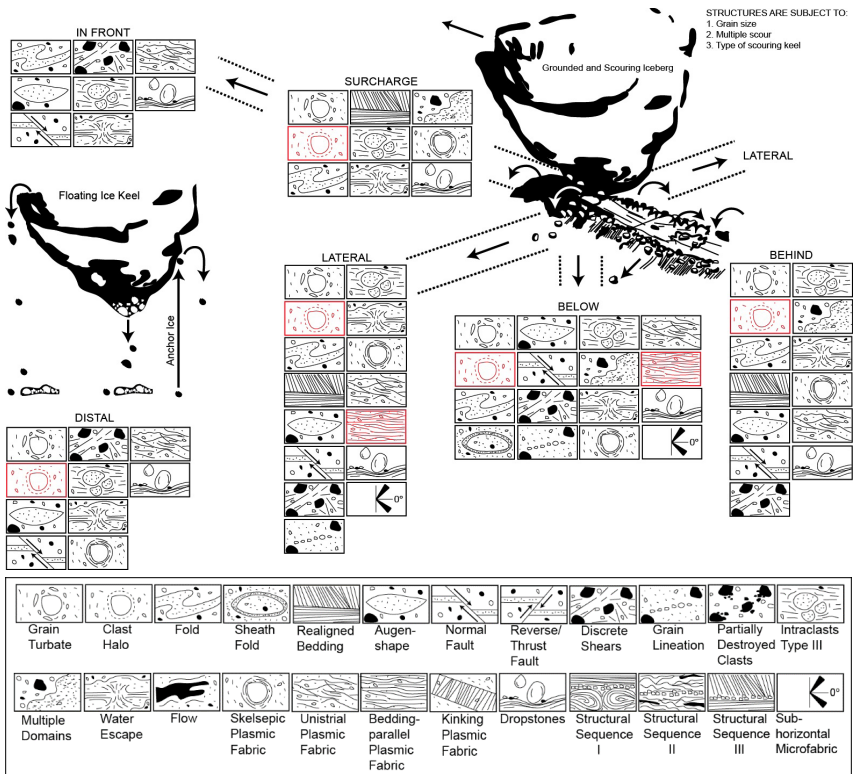 STRUCTURES ARE SUBJECT TO:
1. Grain size
2. Multiple scour
3. Type of scouring keel
IN FRONT
SURCHARGE
Grounded and Scouring Iceberg
LATERAL
Floating Ice Keel
Anchor Ice
LATERAL
0°
BELOW
0°
BEHIND
DISTAL
Grain
Turbate
Clast
Halo
Fold
Sheath
Fold
Realigned
Bedding
Augen-
shape
Normal
Fault
Reverse/
Thrust
Fault
Discrete
Shears
Grain
Lineation
Partially
Destroyed
Clasts
Intraclasts
Type III
0°
Multiple
Domains
Water
Escape
Flow
Skelsepic
Plasmic
Fabric
Unistrial
Plasmic
Fabric
Bedding-
parallel
Plasmic
Fabric
Kinking
Plasmic
Fabric
Dropstones
Structural
Sequence
I
Structural
Sequence
II
Structural
Sequence
III
Sub-
horizontal
Microfabric